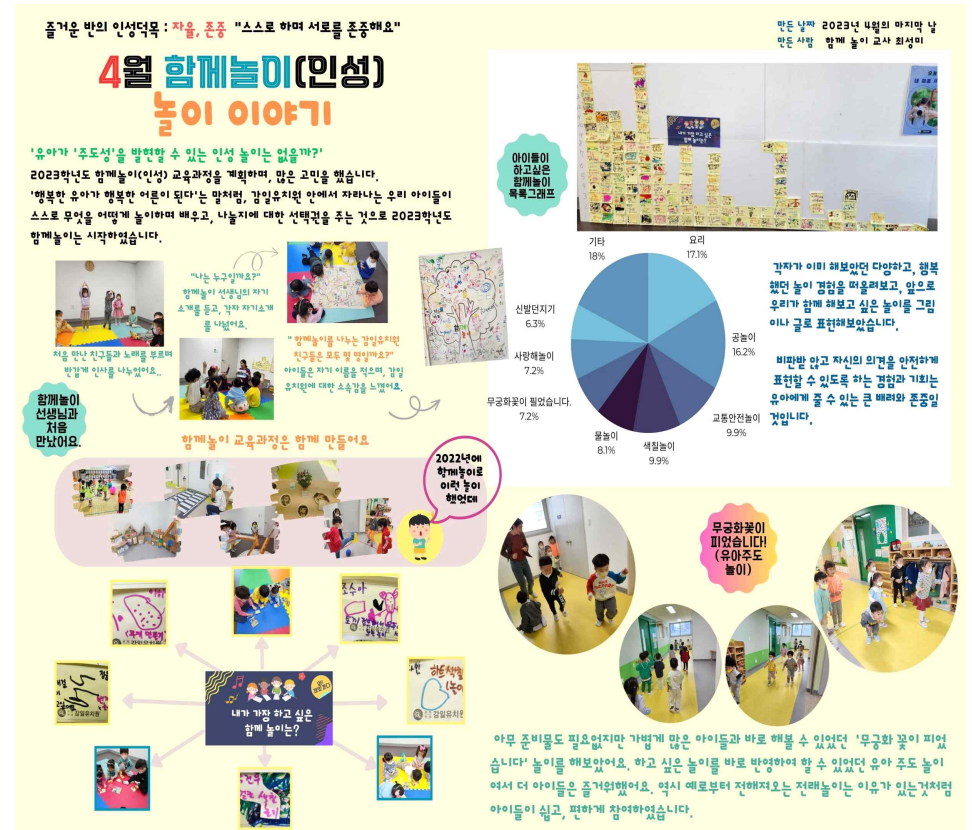 즐거운 반의 인성덕목 : 자율, 존중 "스스로 하며 서로를 존중해요"
만든 날짜 2023년 4월의 마지막 날
만든 사람 함께 놀이 교사 최성미
4월 함께놀이(인성)
놀이 이야기
'유아가 '주도성'을 발현할 수 있는 인성 놀이는 없을까?'
2023학년도 함께놀이(인성) 교육과정을 계획하며, 많은 고민을 했습니다.
'행복한 유아가 행복한 어른이 된다'는 말처럼, 감일유치원 안에서 자라나는 우리 아이들이
스스로 무엇을 어떻게 놀이하며 배우고, 나눌지에 대한 선택권을 주는 것으로 2023학년도
함께놀이는 시작하였습니다.
처음 만난 친구들과 노래를 부르며
반갑게 인사를 나누었어요..
"나는 누구일까요?"
함께놀이 선생님의 자기
소개를 듣고, 각자 자기소개
를 나눴어요.
" 함께놀이를 나누는 감일유치원
친구들은 모두 몇 명일까요?"
아이들은 자기 이름을 적으며, 감일
유치원에 대한 소속감을 느꼈어요.
함께놀이
선생님과
처음
만났어요.
함께놀이 교육과정은 함께 만들어요
2022년에
함께놀이로
이런 놀이
했었데
내가 가장 하고 싶은
함께 놀이는?
감일유치원
감일유치원
아이들이
하고싶은
함께놀이
목록그래프
내가 가장 하고 싶은
함께 놀이는?
기타
18%
요리
17.1%
공놀이
16.2%
교통안전놀이
9.9%
색칠놀이
9.9%
물놀이
8.1%
무궁화꽃이 피었습니다.
7.2%
사랑해놀이
7.2%
신발던지기
6.3%
각자가 이미 해보았던 다양하고, 행복
했던 놀이 경험을 떠올려보고, 앞으로
우리가 함께 해보고 싶은 놀이를 그림
이나 글로 표현해보았습니다.
비판받 않고 자신의 의견을 안전하게
표현할 수 있도록 하는 경험과 기회는
유아에게 줄 수 있는 큰 배려와 존중일
것입니다.
무궁화꽃이
피었습니다!
(유아주도
놀이)
아무 준비물도 필요없지만 가볍게 많은 아이들과 바로 해볼 수 있었던 '무궁화 꽃이 피었
습니다' 놀이를 해보았어요. 하고 싶은 놀이를 바로 반영하여 할 수 있었던 유아 주도 놀이
여서 더 아이들은 즐거워했어요. 역시 예로부터 전해져오는 전래놀이는 이유가 있는것처럼
아이들이 쉽고, 편하게 참여하였습니다.